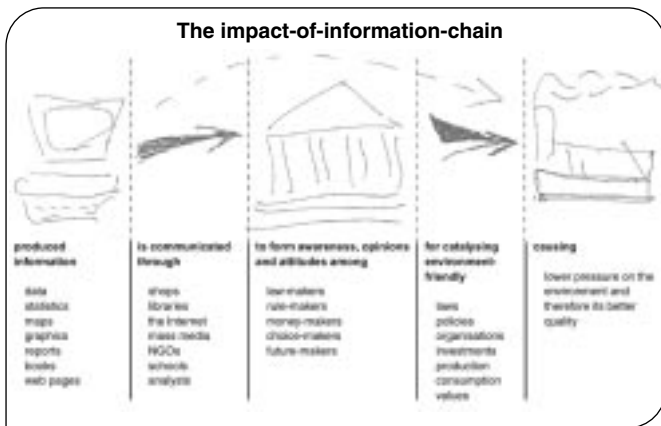 The impact-of-information-chain
produced
information
data
statistics
maps
graphics
reports
books
web pages
is communicated
through
shops
libraries
the Internet
mass media
NGOs
schools
analysts
to form awareness, opinions
and attitudes among
law-makers
rule-makers
money-makers
choice-makers
future-makers
for catalysing
environment-
friendly
laws
policies
organisations
investments
production
consumption
values
causing
lower pressure on the
environment and
therefore its better
quality